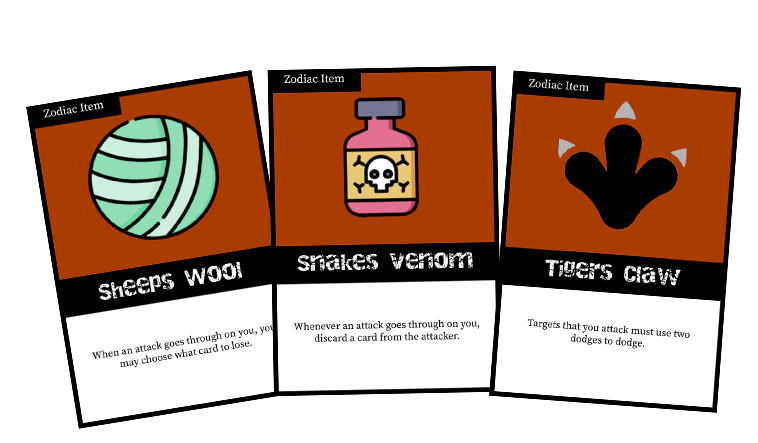 Zodiac Item
Sheeps Wool
When an attack goes through on you, you
may choose what card to lose.
Zodiac Item
snakes venom
Whenever an attack goes through on you,
discard a card from the attacker.
Zodiac Item
Tigers Claw
Targets that you attack must use two
dodges to dodge.